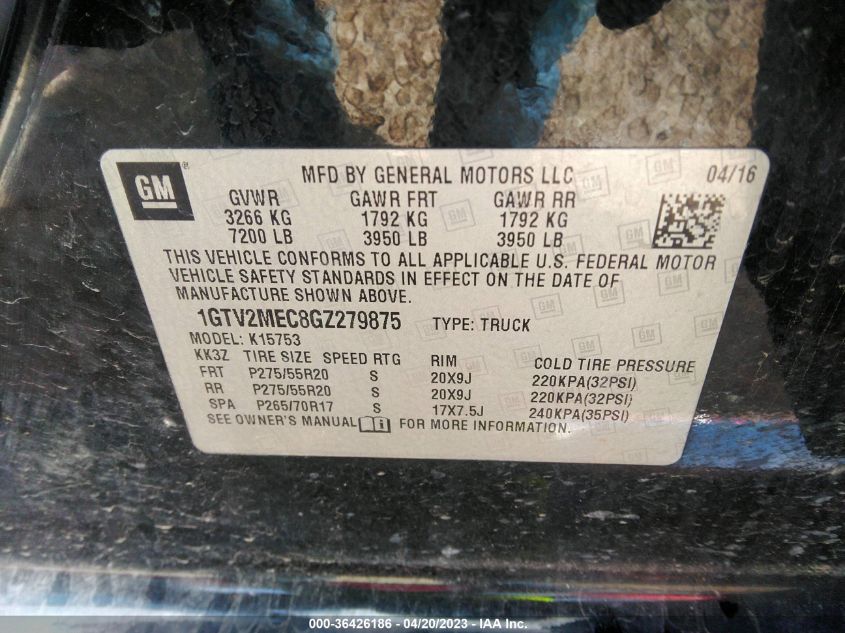 GM ®
MFD BY GENERAL MOTORS LLC 04/16
GVWR GAWR FRT GAWR RR
3266 KG 1792 KG 1792 KG
7200 LB 3950 LB 3950 LB
THIS VEHICLE CONFORMS TO ALL APPLICABLE U.S. FEDERAL MOTOR
VEHICLE SAFETY STANDARDS IN EFFECT ON THE DATE OF
MANUFACTURE SHOWN ABOVE.
1GTV2MEC8GZ279875 TYPE: TRUCK
MODEL: K15753
KK3Z TIRE SIZE SPEED RTG RIM COLD TIRE PRESSURE
FRT P275/55R20 S 20X9J 220KPA(32PSI)
RR P275/55R20 S 20X9J 220KPA(32PSI)
SPA P265/70R17 S 17X7.5J 240KPA(35PSI)
SEE OWNER'S MANUAL FOR MORE INFORMATION.
000-36426186 - 04/20/2023 - IAA Inc.